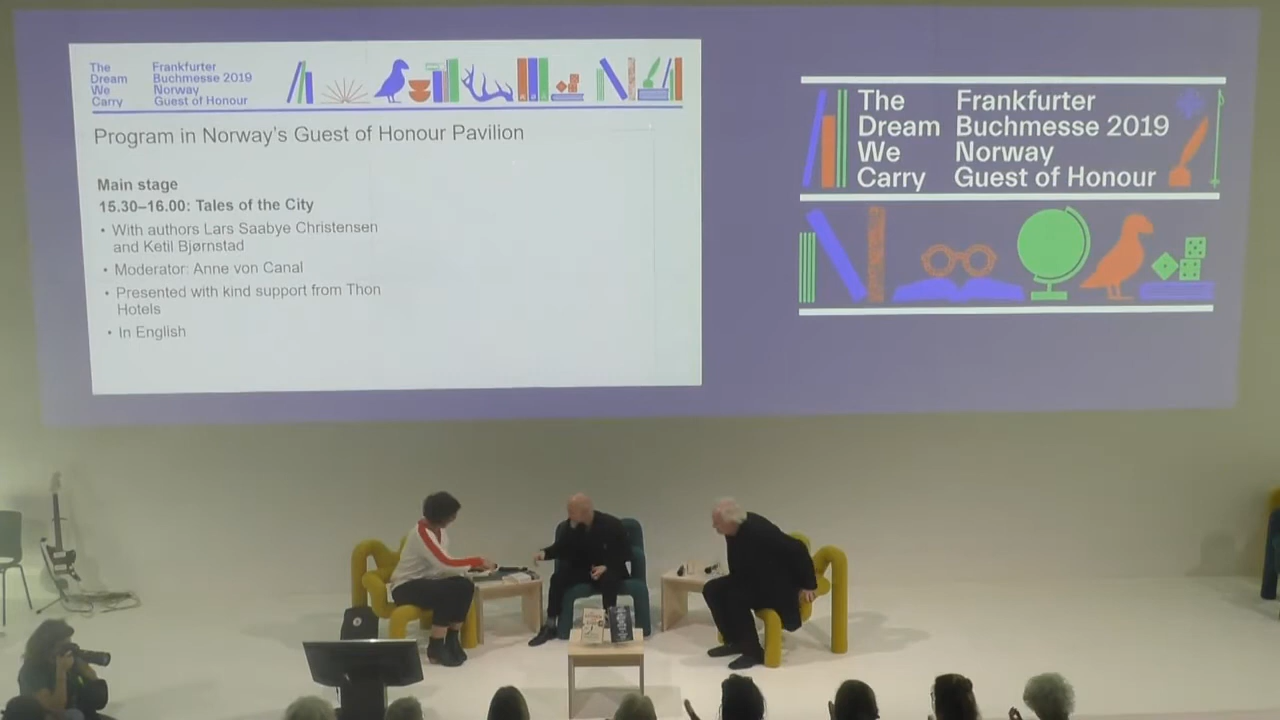 The
Dream
We
Carry
Frankfurter
Buchmesse 2019
Norway
Guest of Honour
Program in Norway's Guest of Honour Pavilion
Main stage
15.30–16.00: Tales of the City
• With authors Lars Saabye Christensen
and Ketil Bjørnstad
• Moderator: Anne von Canal
• Presented with kind support from Thon
Hotels
• In English
The
Dream
We
Carry
Frankfurter
Buchmesse 2019
Norway
Guest of Honour